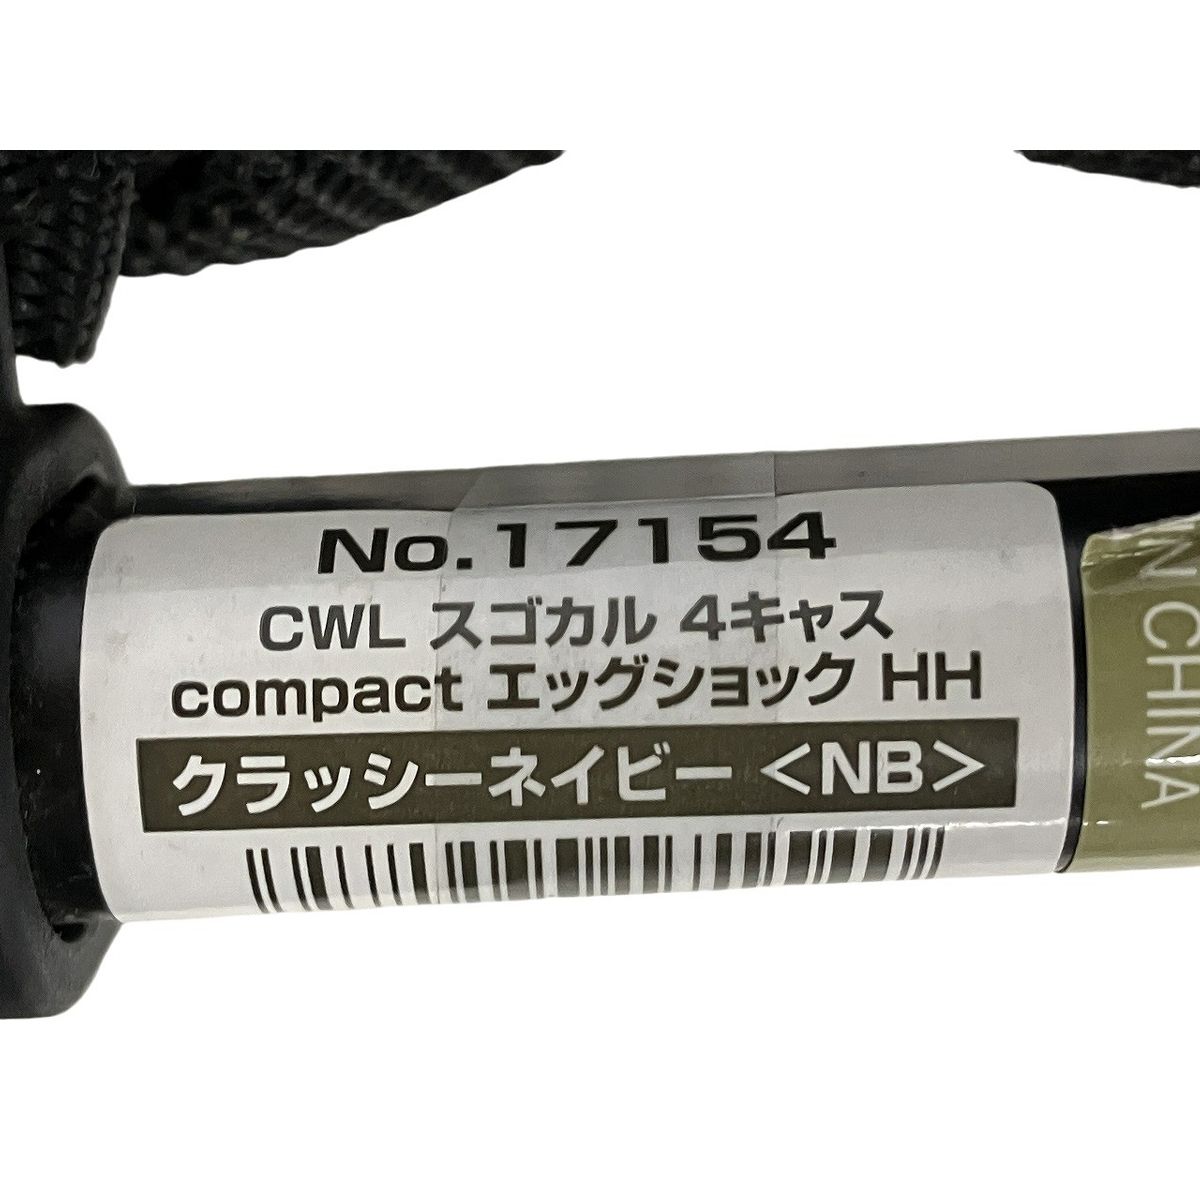 No.17154
CWL スゴカル 4キャス
compact エッグショック HH
クラッシーネイビー <NB>
N CHINA